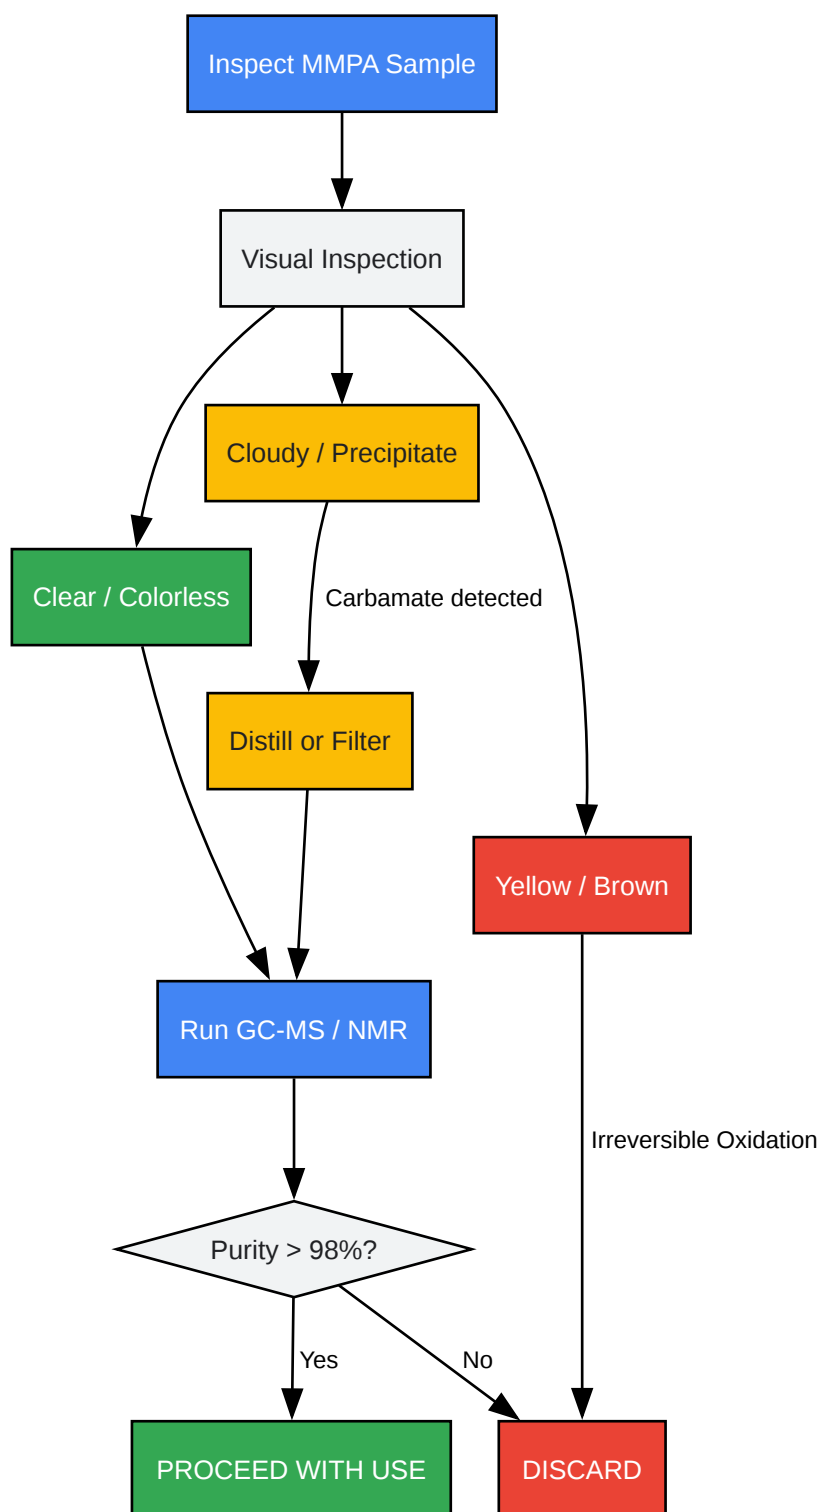 Inspect MMPA Sample
Visual Inspection
Cloudy / Precipitate
Clear / Colorless
Carbamate detected
Distill or Filter
Yellow / Brown
Run GC-MS / NMR
Irreversible Oxidation
Purity > 98%?
Yes
No
PROCEED WITH USE
DISCARD